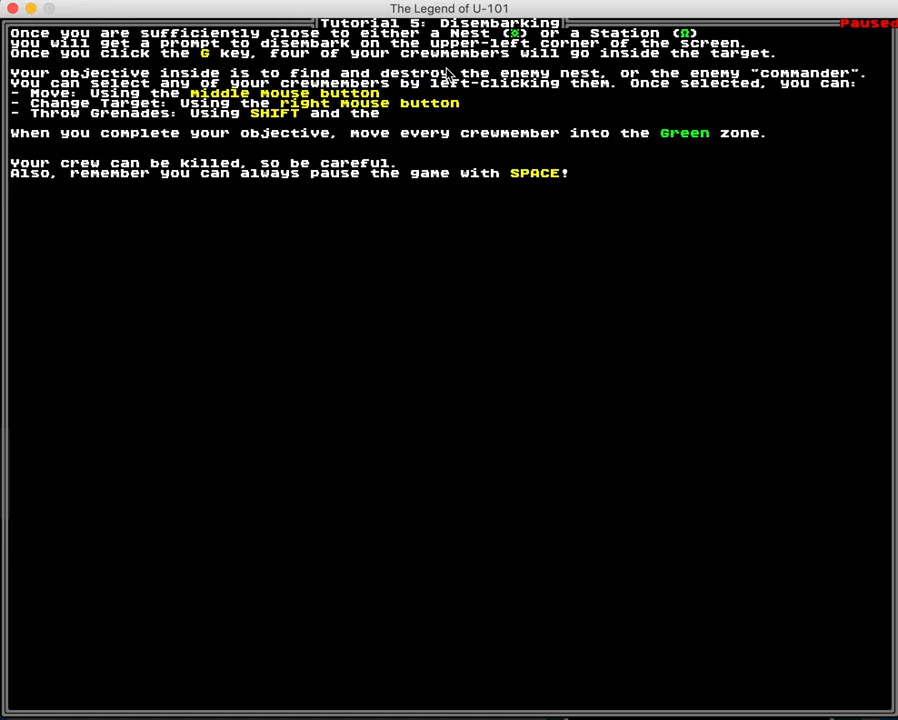 The Legend of U-101
Tutorial 5: Disembarking
Paused
Once you are sufficiently close to either a Nest (¤) or a Station (Ω)
you will get a prompt to disembark on the upper-left corner of the screen.
Once you click the G key, four of your crewmembers will go inside the target.
Your objective inside is to find and destroy the enemy nest, or the enemy "commander".
You can select any of your crewmembers by left-clicking them. Once selected, you can:
- Move: Using the middle mouse button
- Change Target: Using the right mouse button
- Throw Grenades: Using SHIFT and the
When you complete your objective, move every crewmember into the Green zone.
Your crew can be killed, so be careful.
Also, remember you can always pause the game with SPACE!